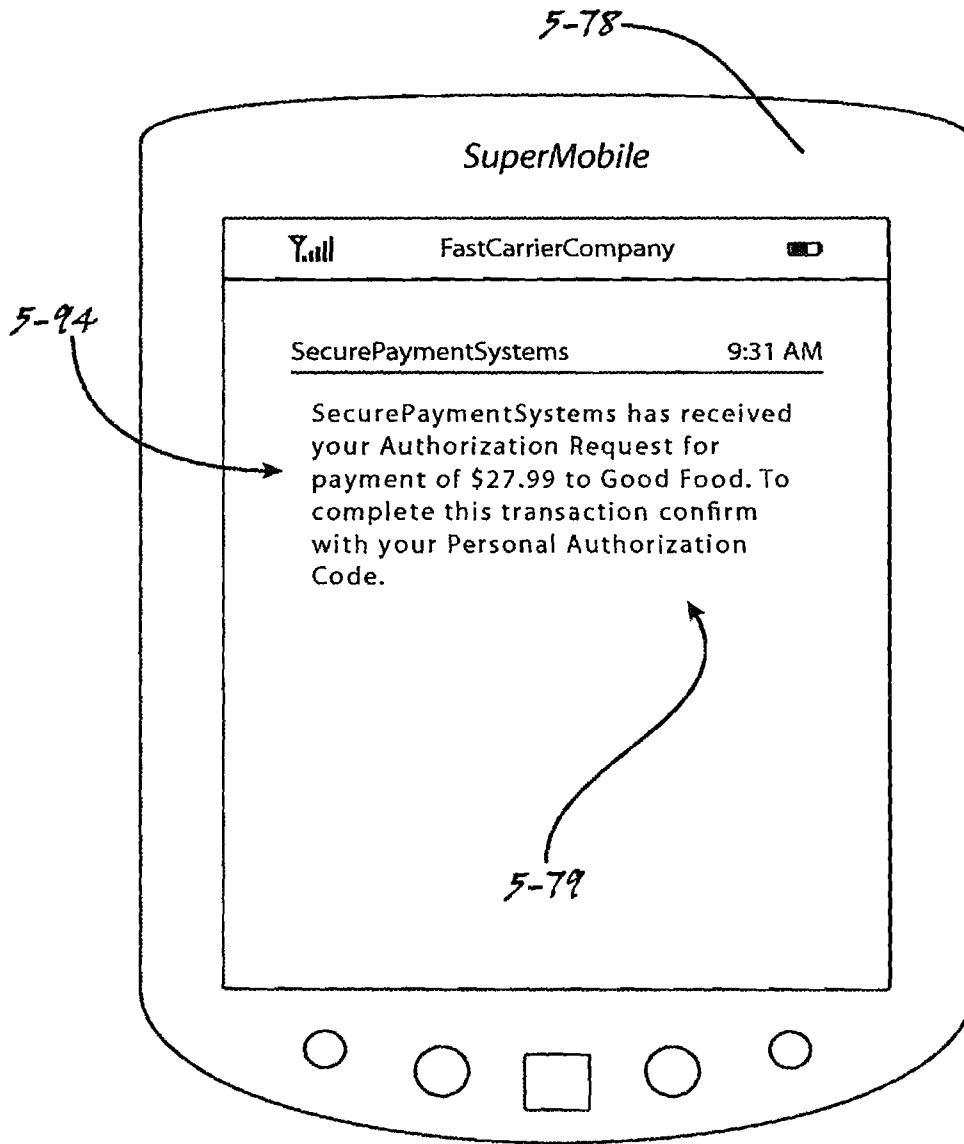 5-78
SuperMobile
FastCarrierCompany
5-94
SecurePaymentSystems 9:31 AM
SecurePaymentSystems has received
your Authorization Request for
payment of $27.99 to Good Food. To
complete this transaction confirm
with your Personal Authorization
Code.
5-79